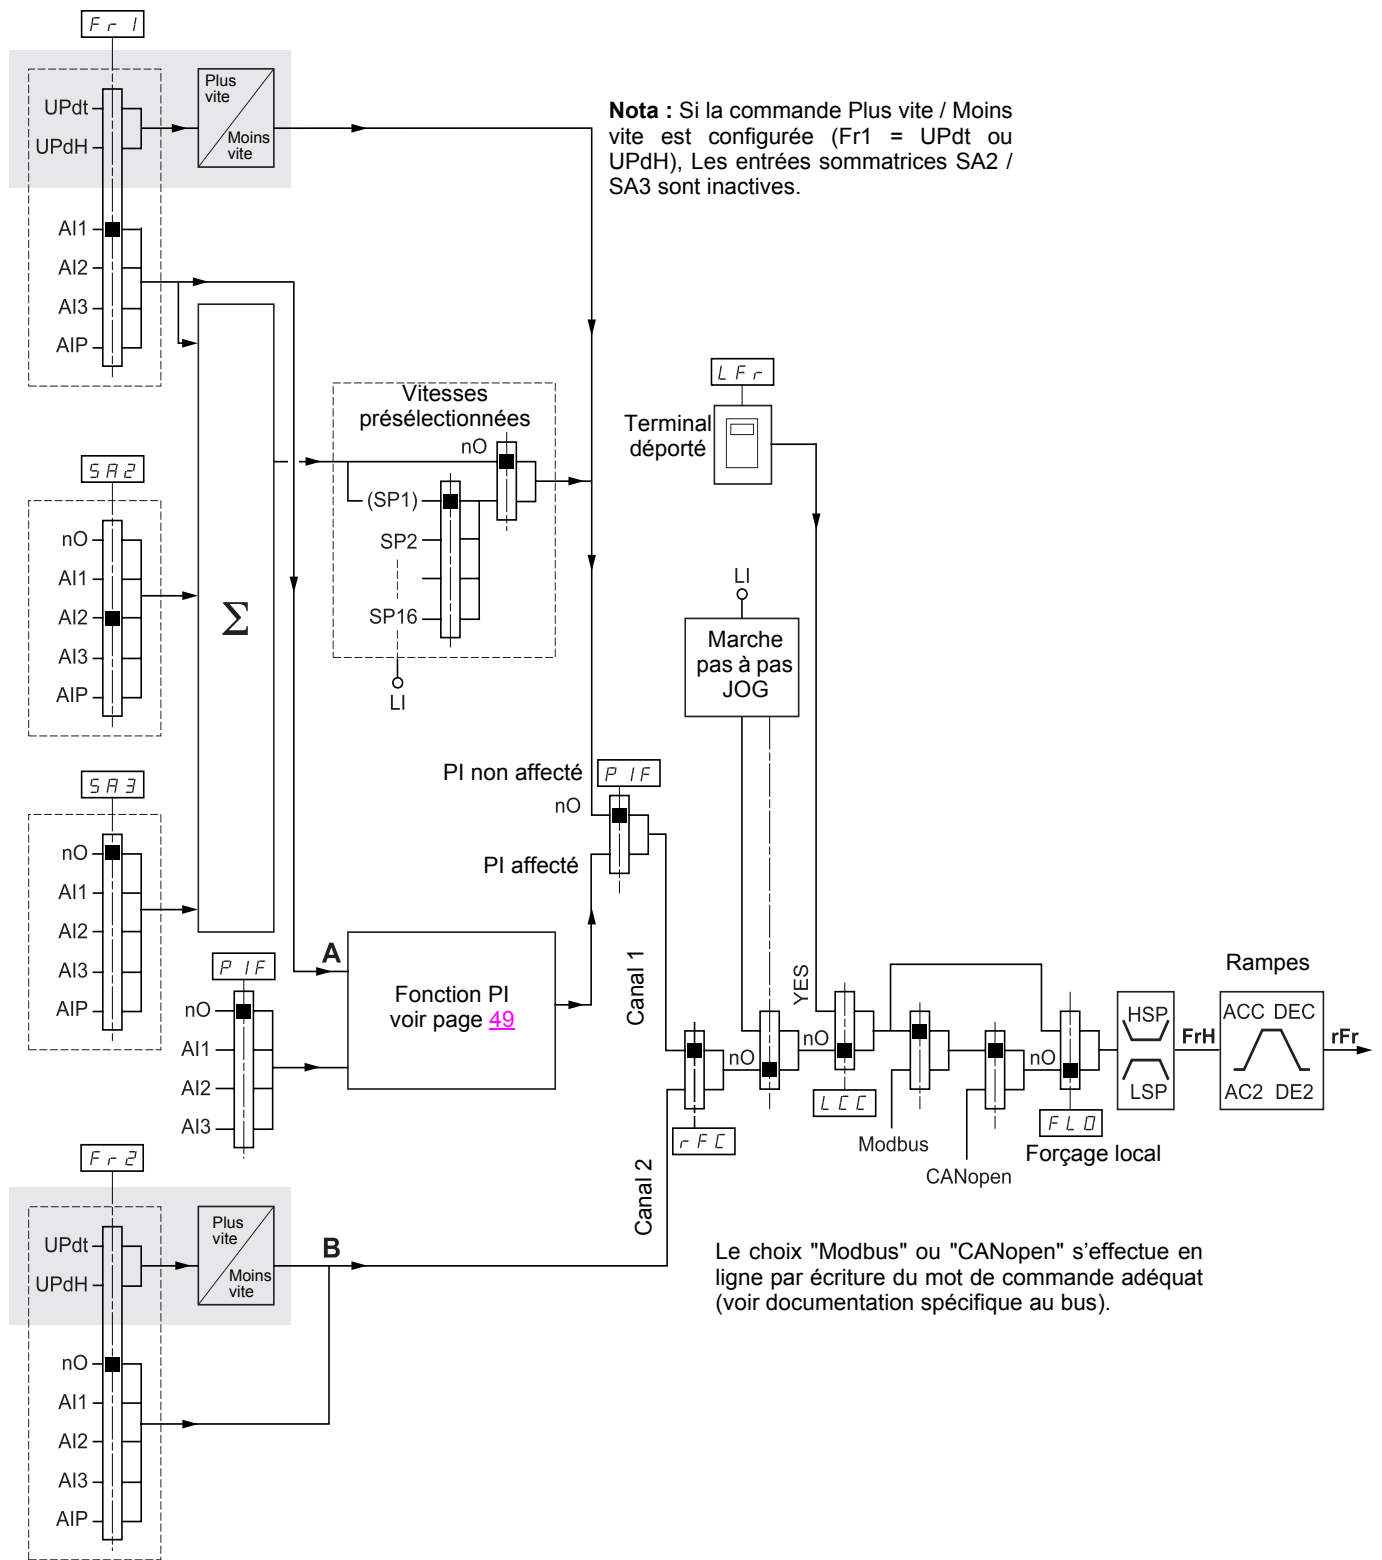 Fr1
Plus
vite
Moins
vite
UPdt
UPdH
AI1
AI2
AI3
AIP
Nota : Si la commande Plus vite / Moins
vite est configurée (Fr1 = UPdt ou
UPdH), Les entrées sommatrices SA2 /
SA3 sont inactives.
SA2
nO
AI1
AI2
AI3
AIP
Σ
Vitesses
présélectionnées
nO
(SP1)
SP2
SP16
LI
LFr
Terminal
déporté
LI
Marche
pas à pas
JOG
SA3
nO
AI1
AI2
AI3
AIP
PI non affecté
PIF
nO
PI affecté
PIF
nO
AI1
AI2
AI3
A
Fonction PI
voir page 49
Canal 1
Canal 2
rFC
nO
nO
YES
LCC
Modbus
CANopen
nO
FLO
Forçage local
HSP
LSP
FrH
Rampes
ACC DEC
AC2 DE2
rFr
Fr2
Plus
vite
Moins
vite
UPdt
UPdH
nO
AI1
AI2
AI3
AIP
B
Le choix "Modbus" ou "CANopen" s’effectue en
ligne par écriture du mot de commande adéquat
(voir documentation spécifique au bus).